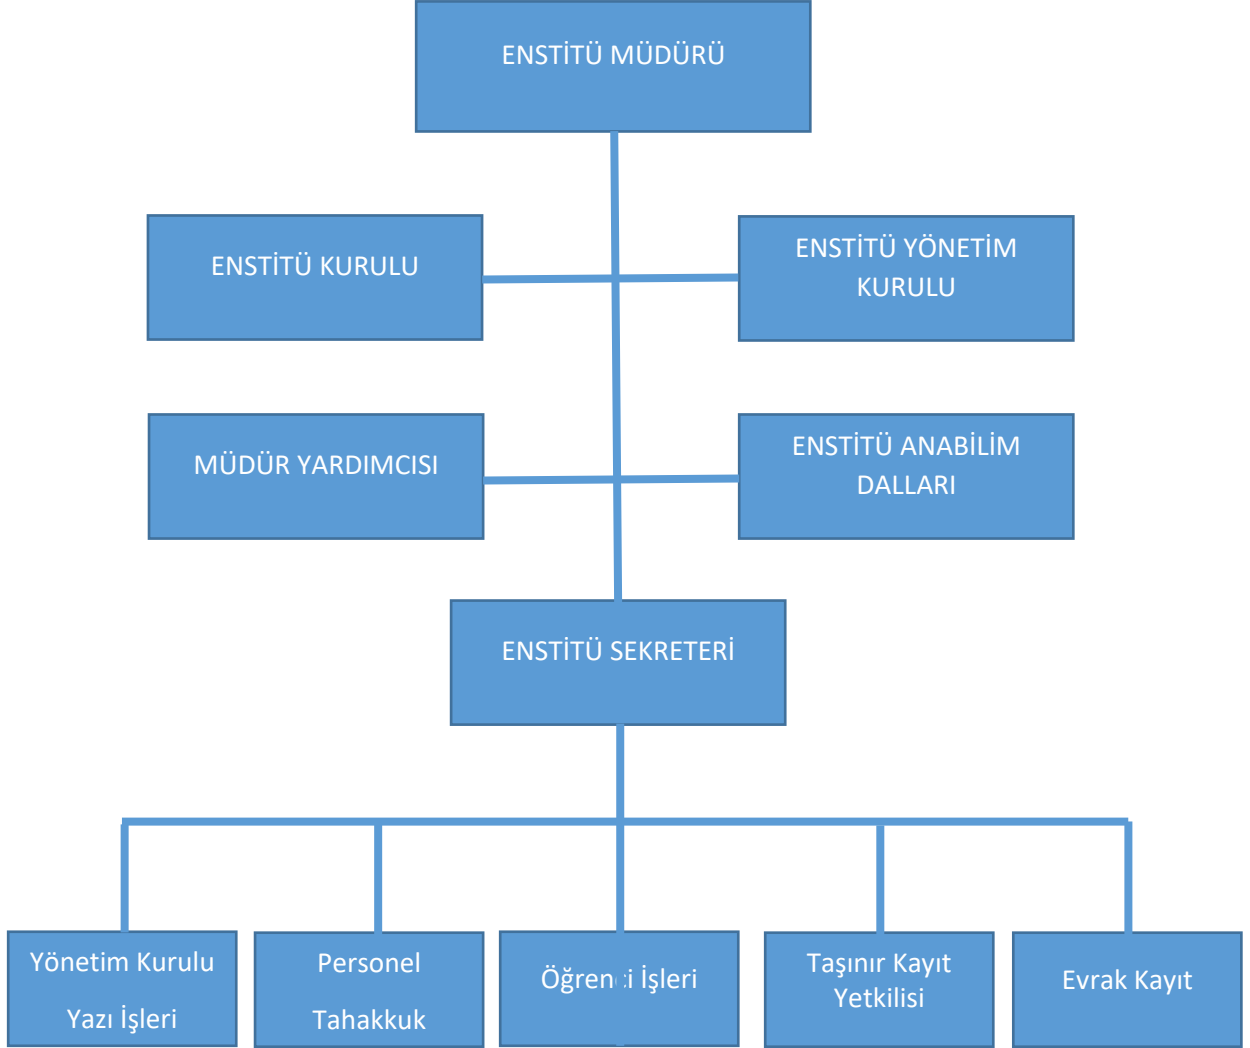 ENSTİTÜ MÜDÜRÜ
ENSTİTÜ KURULU
ENSTİTÜ YÖNETİM
KURULU
MÜDÜR YARDIMCISI
ENSTİTÜ ANABİLİM
DALLARI
ENSTİTÜ SEKRETERİ
Yönetim Kurulu
Yazı İşleri
Personel
Tahakkuk
Öğrenci İşleri
Taşınır Kayıt
Yetkilisi
Evrak Kayıt